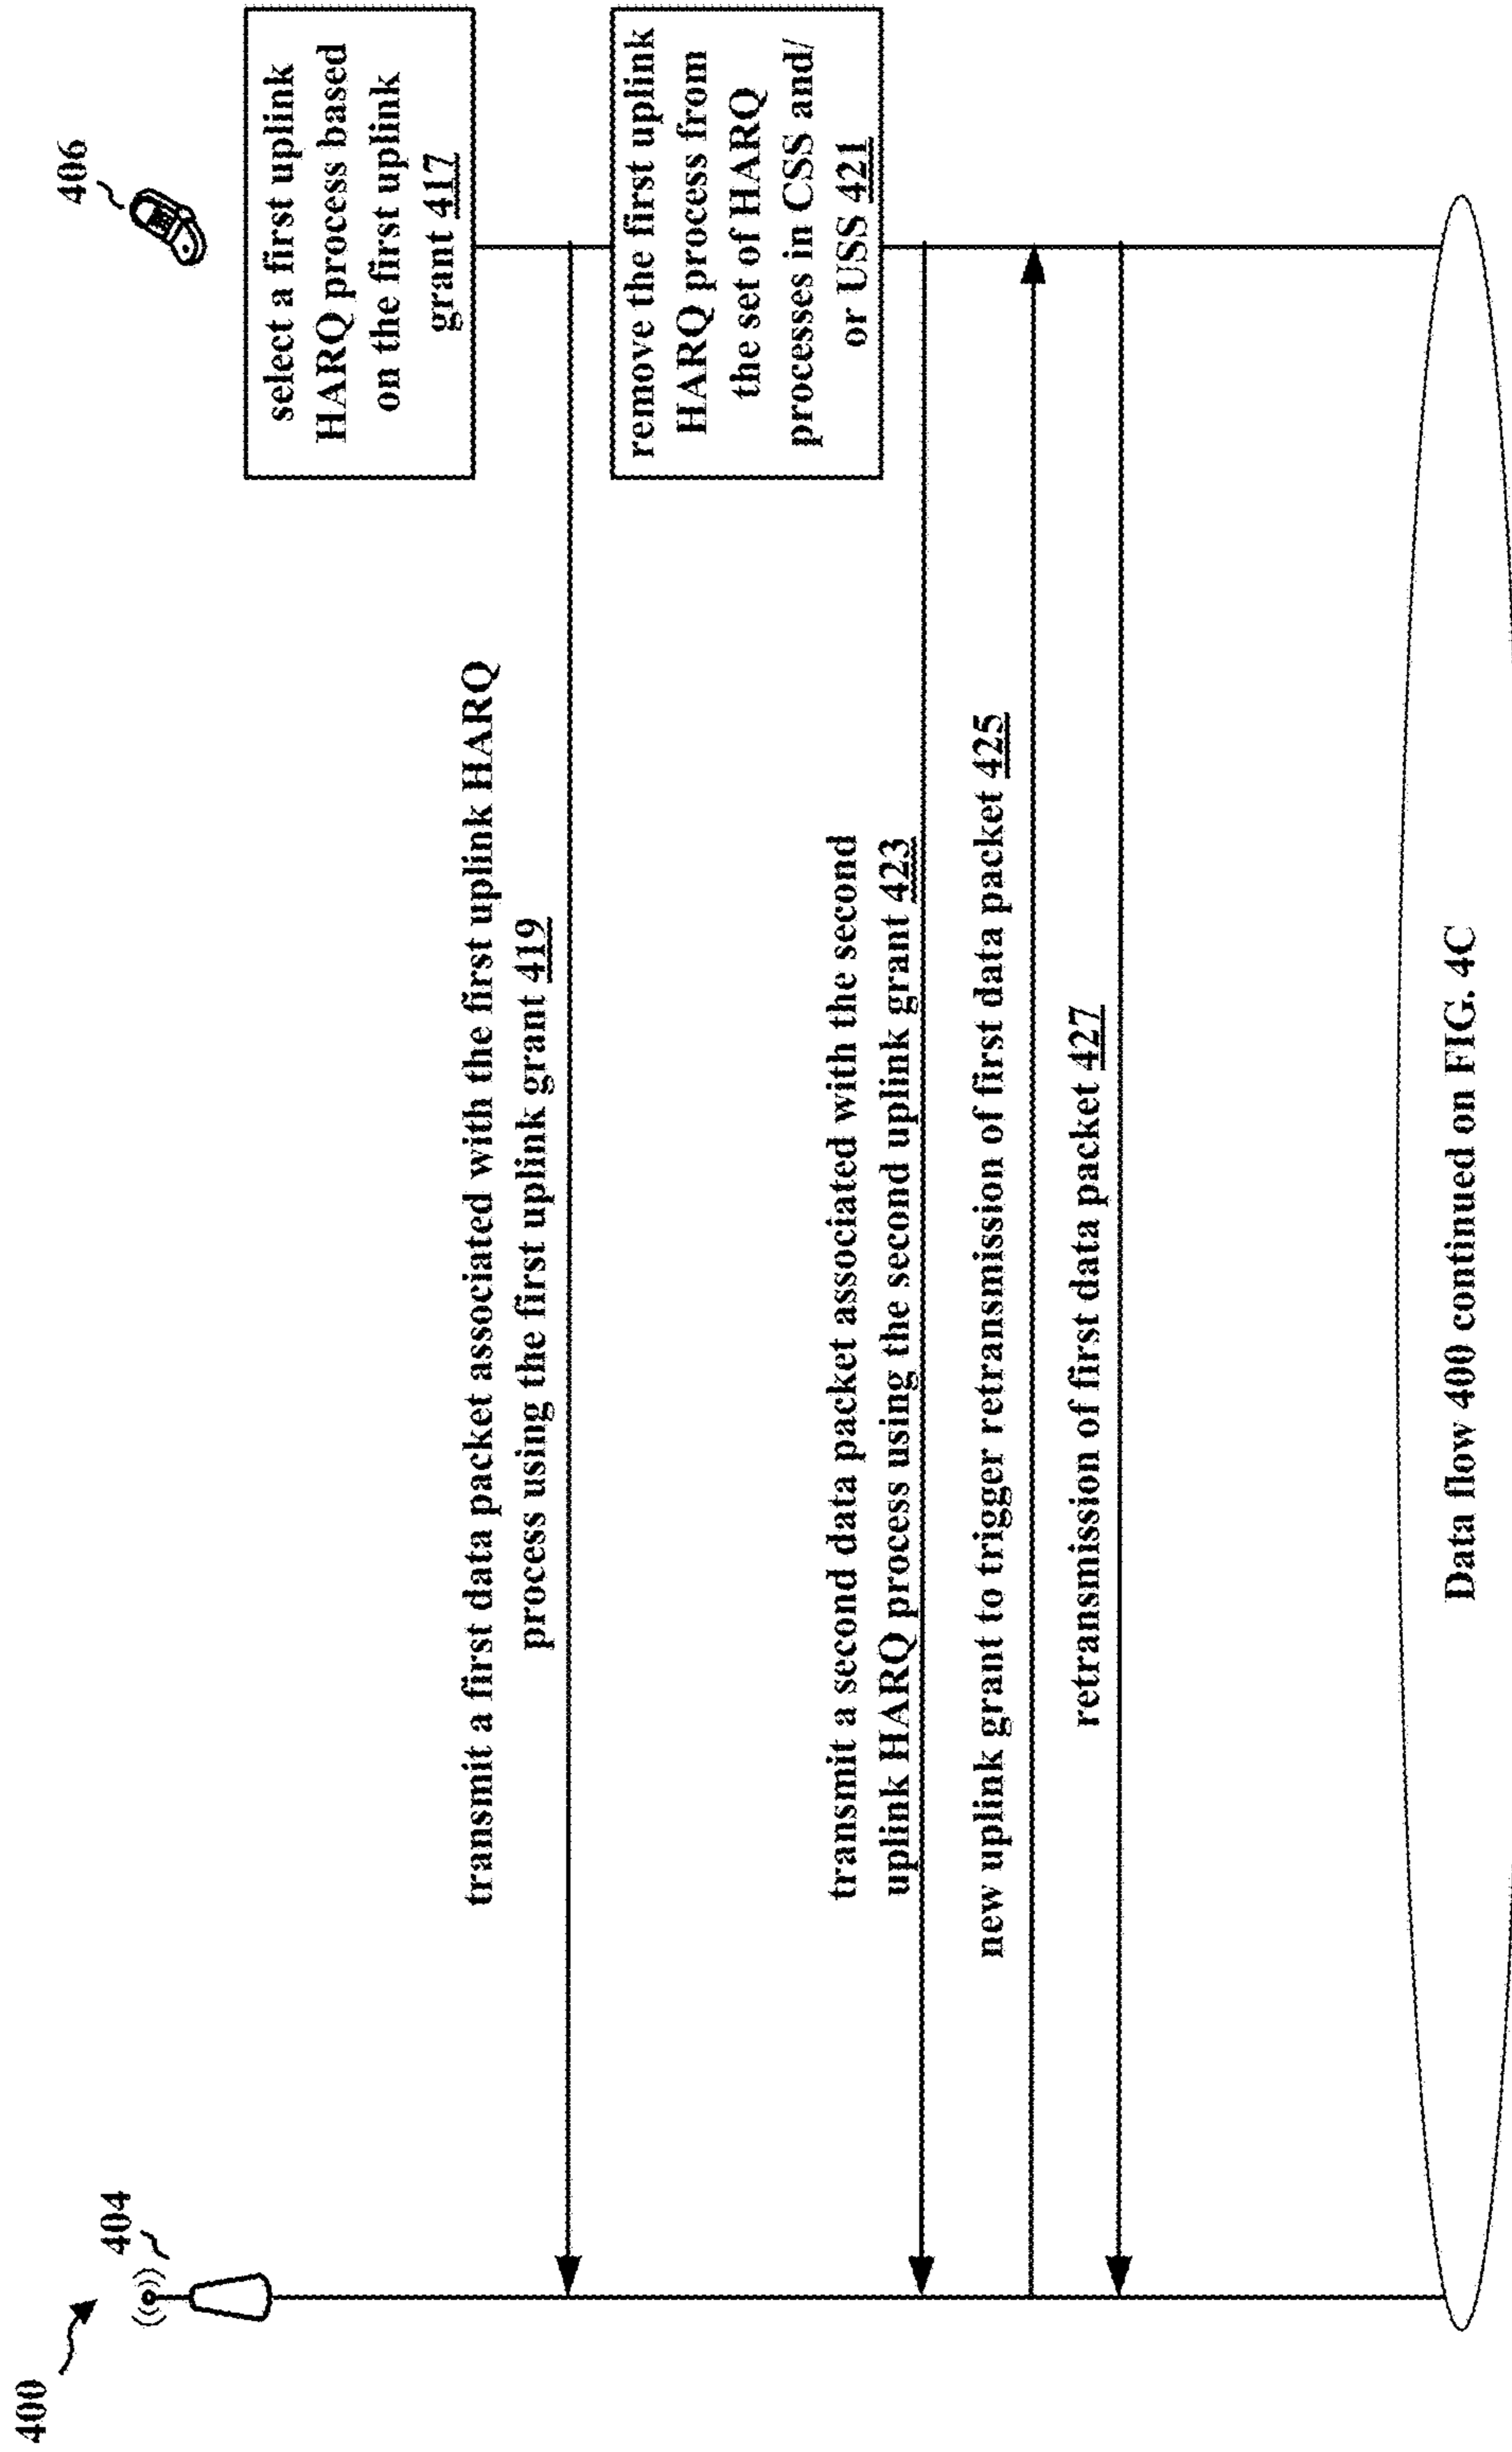 400
404
406
select a first uplink
HARQ process based
on the first uplink
grant 417
transmit a first data packet associated with the first uplink HARQ
process using the first uplink grant 419
remove the first uplink
HARQ process from
the set of HARQ
processes in CSS and/
or USS 421
transmit a second data packet associated with the second
uplink HARQ process using the second uplink grant 423
new uplink grant to trigger retransmission of first data packet 425
retransmission of first data packet 427
Data flow 400 continued on FIG. 4C